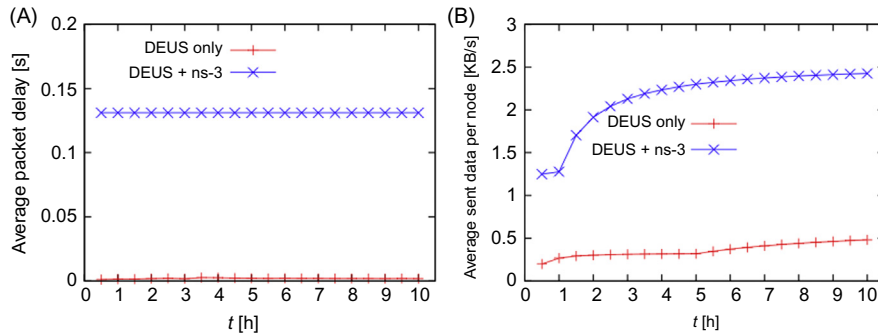 (A)
Average packet delay [s]
0.2
0.15
0.1
0.05
0
DEUS only
DEUS + ns-3
0 1 2 3 4 5 6 7 8 9 10
t [h]
(B)
Average sent data per node [KB/s]
3
2.5
2
1.5
1
0.5
0
DEUS only
DEUS + ns-3
0 1 2 3 4 5 6 7 8 9 10
t [h]